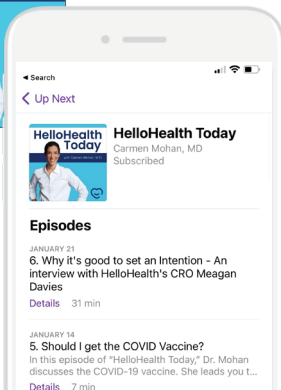 ◀ Search
Up Next
HelloHealth
Today
with Carmen Mohan, M.D.
HelloHealth Today
Carmen Mohan, MD
Subscribed
Episodes
JANUARY 21
6. Why it's good to set an Intention - An
interview with HelloHealth's CRO Meagan
Davies
Details 31 min
JANUARY 14
5. Should I get the COVID Vaccine?
In this episode of "HelloHealth Today," Dr. Mohan
discusses the COVID-19 vaccine. She leads you t...
Details 7 min